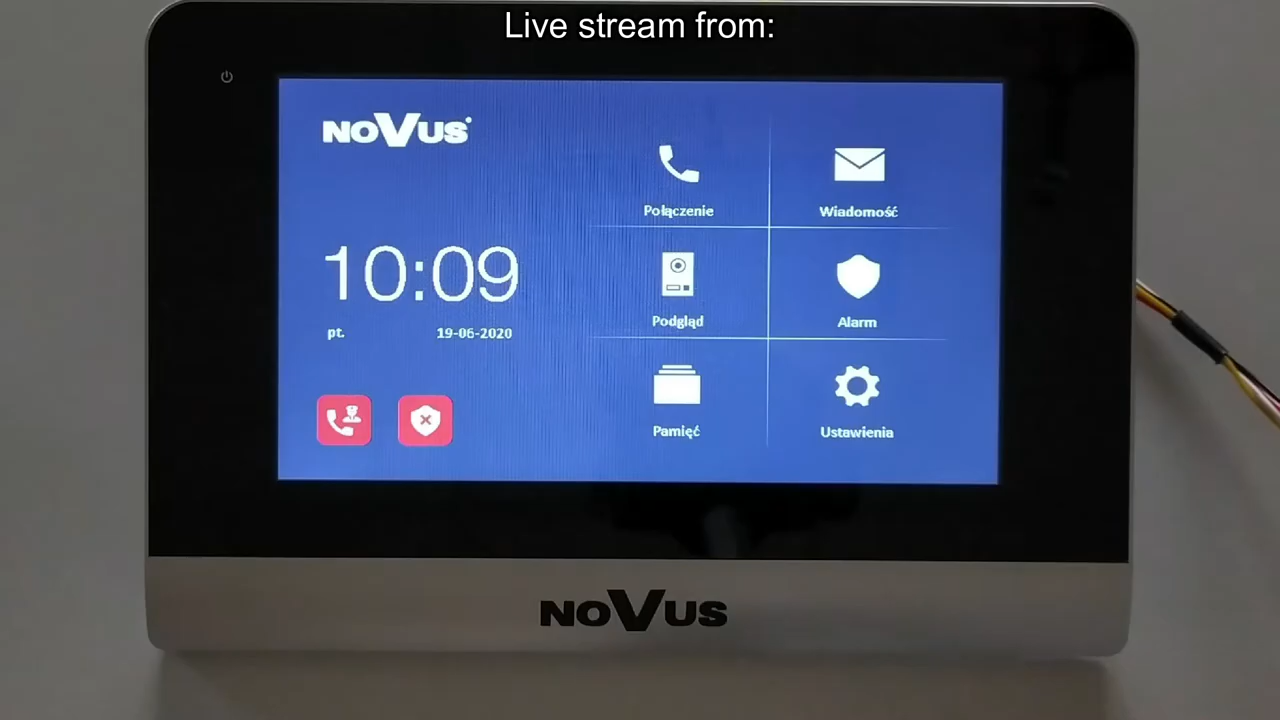 Live stream from:
NOVUS
Połączenie
Wiadomość
10:09
pt.
19-06-2020
Podgląd
Alarm
Pamięć
Ustawienia
NOVUS